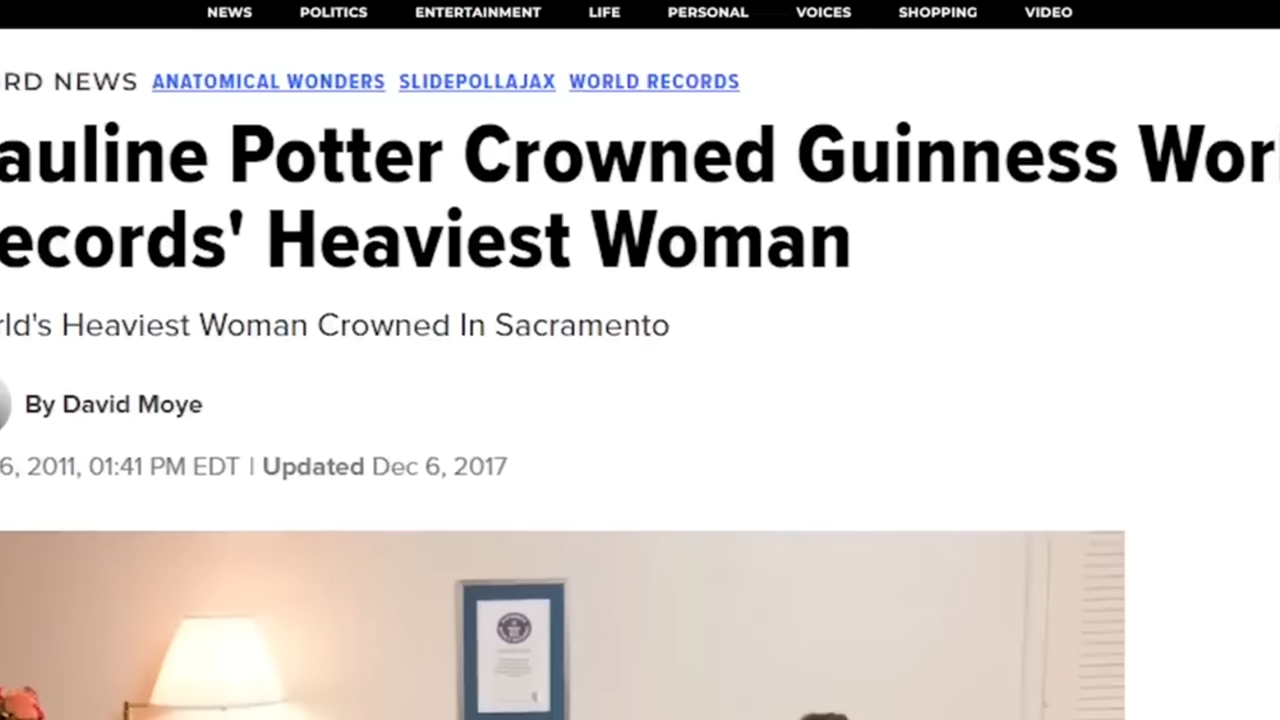 NEWS POLITICS ENTERTAINMENT LIFE PERSONAL VOICES SHOPPING VIDEO
RD NEWS ANATOMICAL WONDERS SLIDEPOLLAJAX WORLD RECORDS
auline Potter Crowned Guinness Worl
ecords' Heaviest Woman
rld's Heaviest Woman Crowned In Sacramento
By David Moye
6, 2011, 01:41 PM EDT | Updated Dec 6, 2017